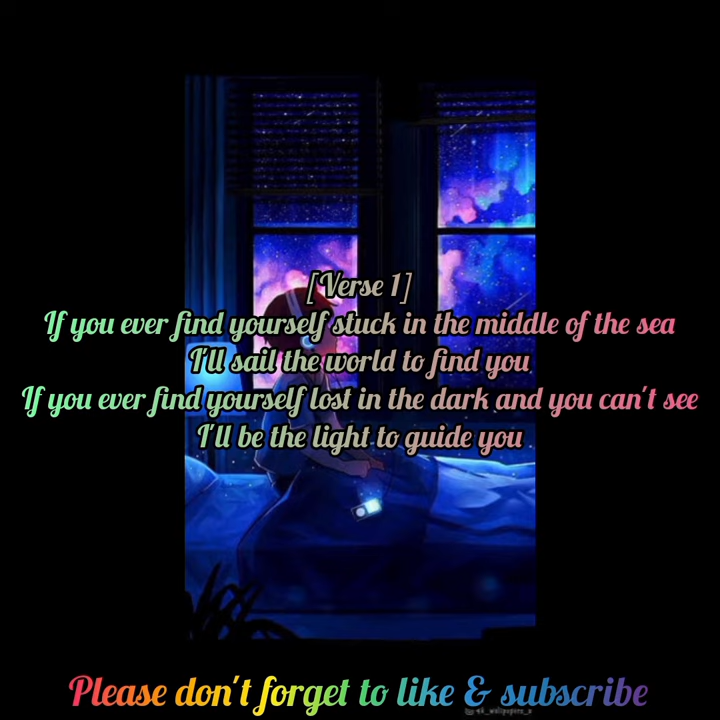 [Verse 1]
If you ever find yourself stuck in the middle of the sea
I'll sail the world to find you
If you ever find yourself lost in the dark and you can't see
I'll be the light to guide you
Please don't forget to like & subscribe